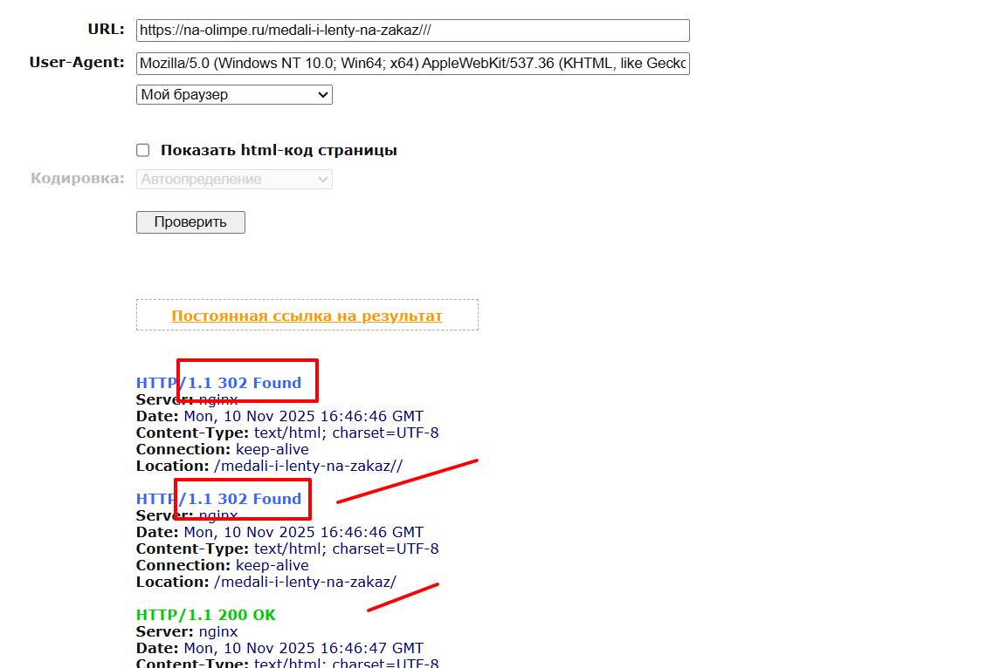 URL: https://na-olimpe.ru/medali-i-lenty-na-zakaz///
User-Agent: Mozilla/5.0 (Windows NT 10.0; Win64; x64) AppleWebKit/537.36 (KHTML, like Gecko
Мой браузер
Показать html-код страницы
Кодировка: Автоопределение
Проверить
Постоянная ссылка на результат
HTTP/1.1 302 Found
Server: nginx
Date: Mon, 10 Nov 2025 16:46:46 GMT
Content-Type: text/html; charset=UTF-8
Connection: keep-alive
Location: /medali-i-lenty-na-zakaz//
HTTP/1.1 302 Found
Server: nginx
Date: Mon, 10 Nov 2025 16:46:46 GMT
Content-Type: text/html; charset=UTF-8
Connection: keep-alive
Location: /medali-i-lenty-na-zakaz/
HTTP/1.1 200 OK
Server: nginx
Date: Mon, 10 Nov 2025 16:46:47 GMT
Content-Type: text/html; charset=UTF-8